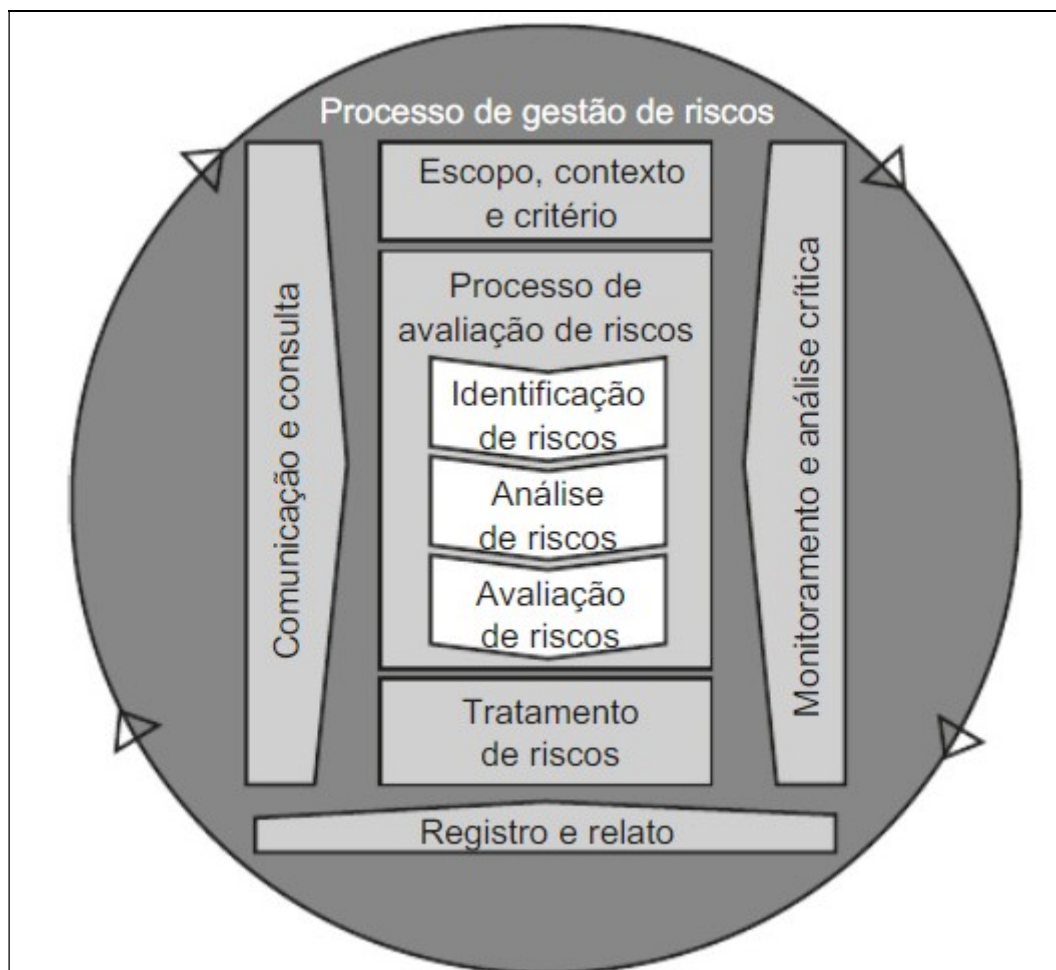 Processo de gestão de riscos
Escopo, contexto
e critério
Processo de
avaliação de riscos
Identificação
de riscos
Análise
de riscos
Avaliação
de riscos
Tratamento
de riscos
Comunicação e consulta
Monitoramento e análise crítica
Registro e relato